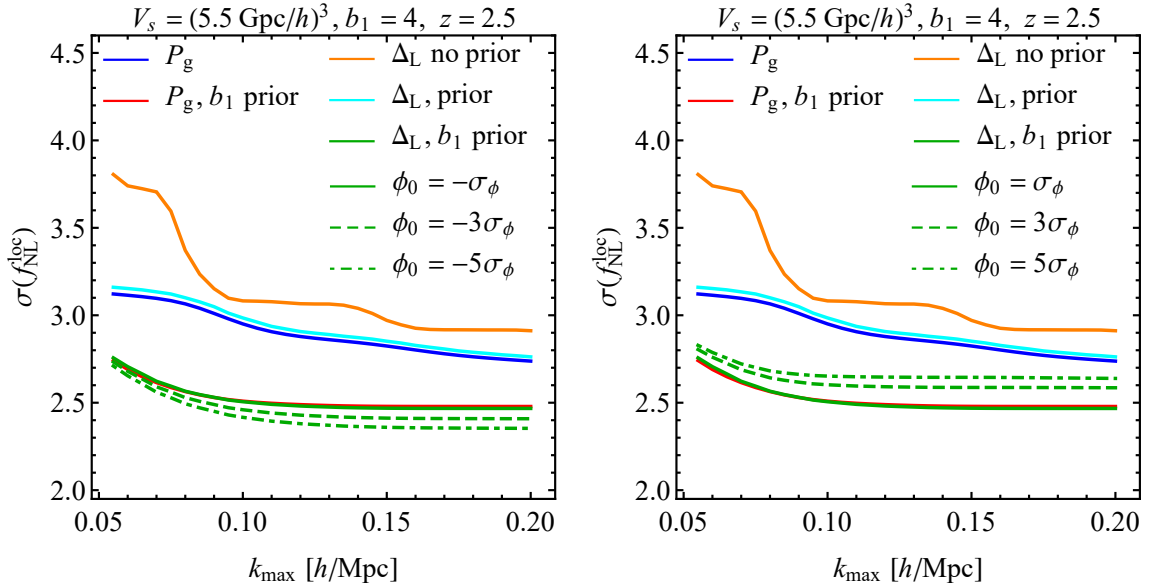 V_s = (5.5 Gpc/h)^3, b_1 = 4, z = 2.5
P_g
P_g, b_1 prior
Δ_L no prior
Δ_L, prior
Δ_L, b_1 prior
ϕ_0 = −σ_ϕ
ϕ_0 = −3σ_ϕ
ϕ_0 = −5σ_ϕ
σ(f_NL^loc)
4.5
4.0
3.5
3.0
2.5
2.0
0.05 0.10 0.15 0.20
k_max [h/Mpc]
V_s = (5.5 Gpc/h)^3, b_1 = 4, z = 2.5
P_g
P_g, b_1 prior
Δ_L no prior
Δ_L, prior
Δ_L, b_1 prior
ϕ_0 = σ_ϕ
ϕ_0 = 3σ_ϕ
ϕ_0 = 5σ_ϕ
σ(f_NL^loc)
4.5
4.0
3.5
3.0
2.5
2.0
0.05 0.10 0.15 0.20
k_max [h/Mpc]